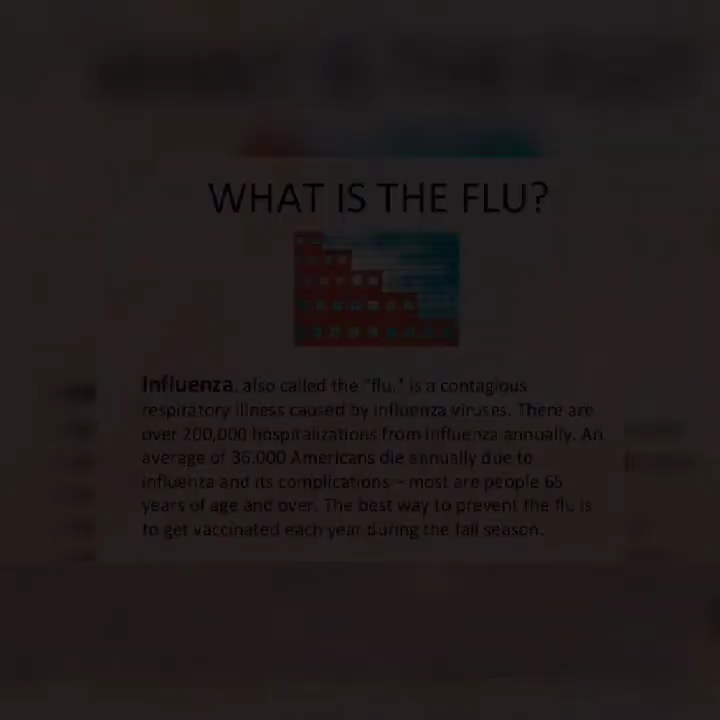 WHAT IS THE FLU?
Influenza, also called the "flu," is a contagious
respiratory illness caused by influenza viruses. There are
over 200,000 hospitalizations from influenza annually. An
average of 36,000 Americans die annually due to
influenza and its complications – most are people 65
years of age and over. The best way to prevent the flu is
to get vaccinated each year during the fall season.